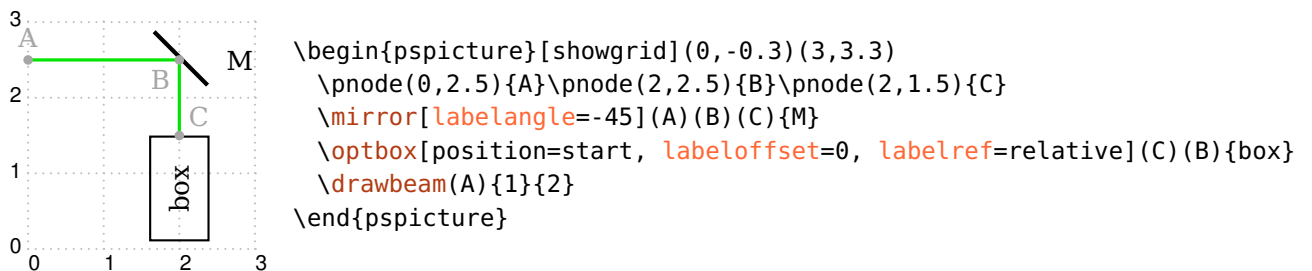 3
A
M
B
2
C
1
box
0
0 1 2 3
\begin{pspicture}[showgrid](0,-0.3)(3,3.3)
\pnode(0,2.5){A}\pnode(2,2.5){B}\pnode(2,1.5){C}
\mirror[labelangle=-45](A)(B)(C){M}
\optbox[position=start, labeloffset=0, labelref=relative](C)(B){box}
\drawbeam(A){1}{2}
\end{pspicture}